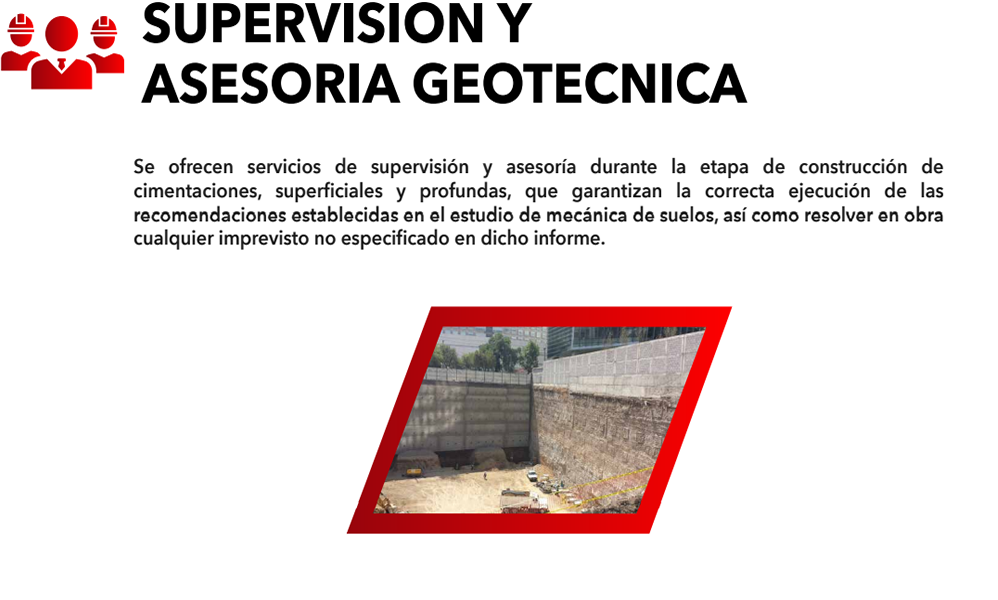 SUPERVISION Y
ASESORIA GEOTECNICA
Se ofrecen servicios de supervisión y asesoría durante la etapa de construcción de
cimentaciones, superficiales y profundas, que garantizan la correcta ejecución de las
recomendaciones establecidas en el estudio de mecánica de suelos, así como resolver en obra
cualquier imprevisto no especificado en dicho informe.